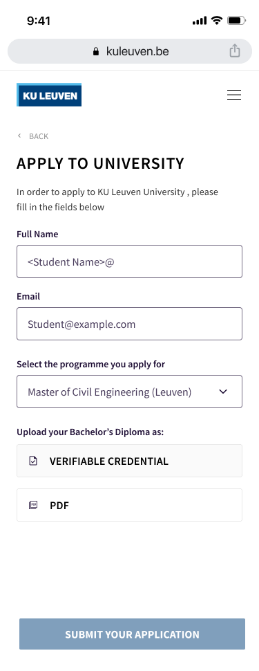 9:41
kuleuven.be
KU LEUVEN
BACK
APPLY TO UNIVERSITY
In order to apply to KU Leuven University , please
fill in the fields below
Full Name
<Student Name>@
Email
Student@example.com
Select the programme you apply for
Master of Civil Engineering (Leuven)
Upload your Bachelor's Diploma as:
VERIFIABLE CREDENTIAL
PDF
SUBMIT YOUR APPLICATION